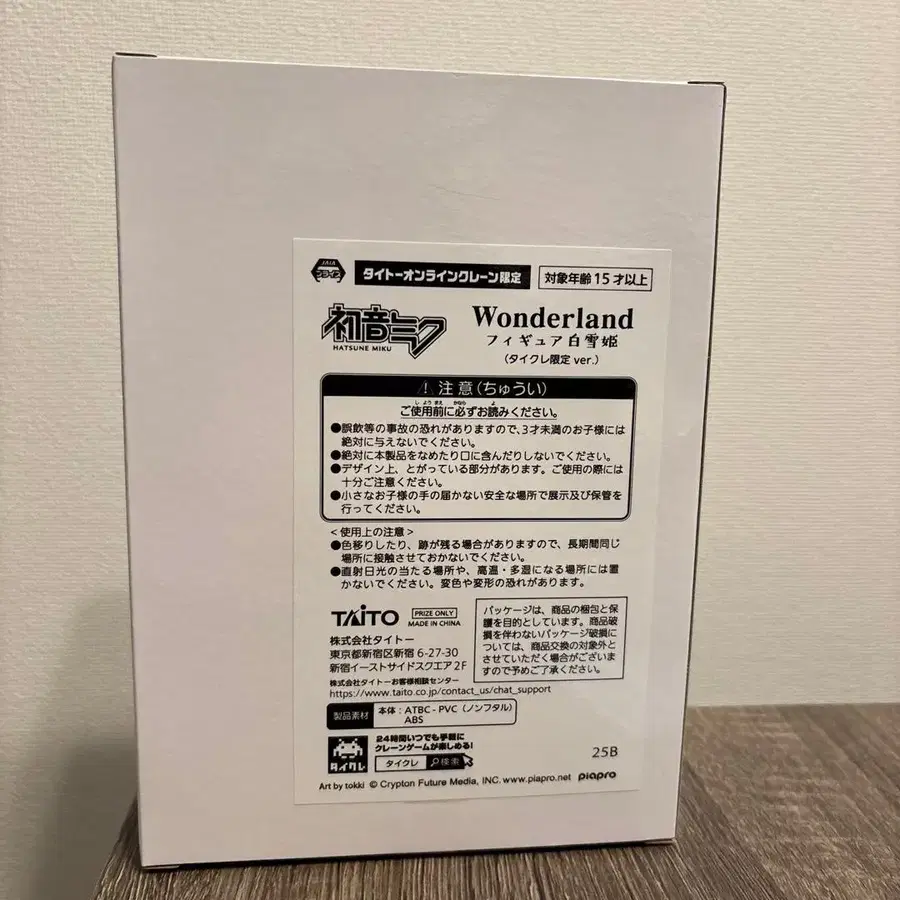 JAIA
プライズ
タイトーオンラインクレーン限定
対象年齢15才以上
初音ミク
HATSUNE MIKU
Wonderland
フィギュア白雪姫
(タイクレ限定 ver.)
! 注意(ちゅうい)
ご使用前に必ずお読みください。
●誤飲等の事故の恐れがありますので、3才未満のお子様には
絶対に与えないでください。
●絶対に本製品をなめたり口に含んだりしないでください。
●デザイン上、とがっている部分があります。ご使用の際には
十分ご注意ください。
●小さなお子様の手の届かない安全な場所で展示及び保管を
行ってください。
<使用上の注意>
●色移りしたり、跡が残る場合がありますので、長期間同じ
場所に接触させておかないでください。
●直射日光の当たる場所や、高温・多湿になる場所には置
かないでください。変色や変形の恐れがあります。
TAITO
PRIZE ONLY
MADE IN CHINA
株式会社タイトー
東京都新宿区新宿 6-27-30
新宿イーストサイドスクエア 2F
株式会社タイトーお客様相談センター
https://www.taito.co.jp/contact_us/chat_support
パッケージは、商品の梱包と保
護を目的としています。商品破
損を伴わないパッケージ破損に
ついては、商品交換の対象外と
させていただく場合がございま
すので予めご了承ください。
製品素材
本体:ATBC-PVC(ノンフタル)
ABS
タイクレ
24時間いつでも手軽に
クレーンゲームが楽しめる!
タイクレ
検索
25B
Art by tokki © Crypton Future Media, INC. www.piapro.net piapro